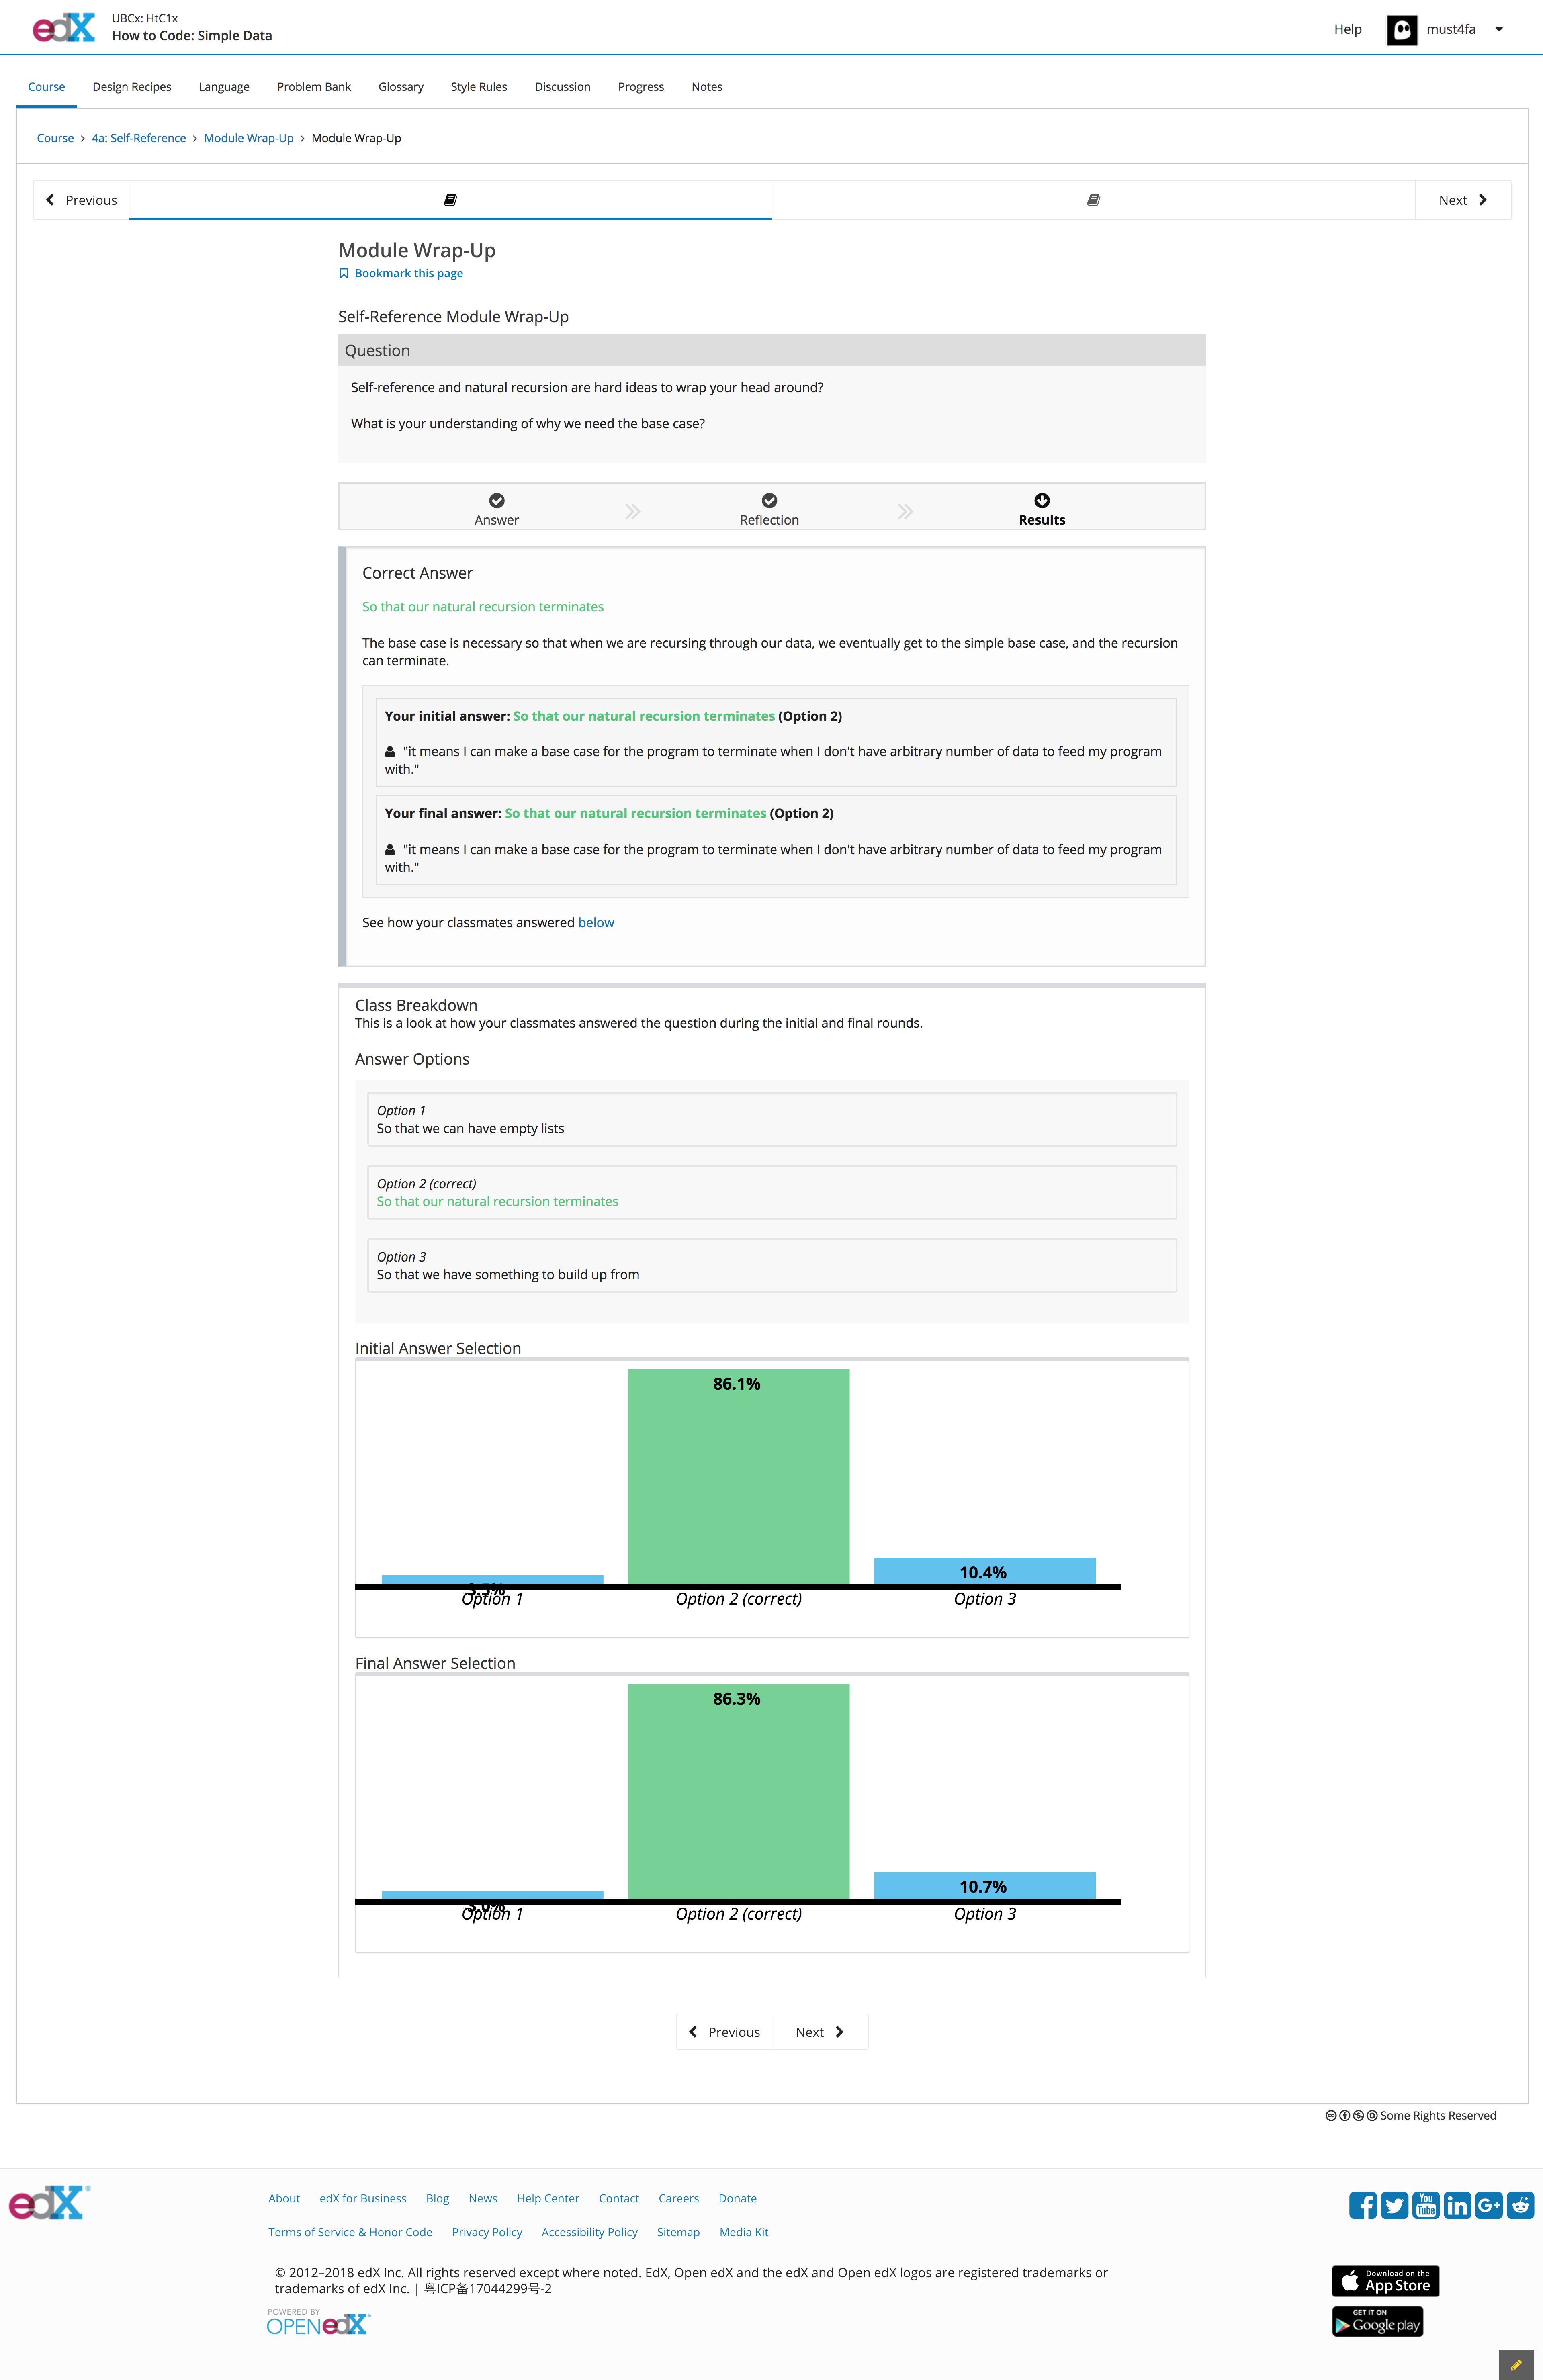 edX
UBCx: HtC1x
How to Code: Simple Data
Help
must4fa
Course
Design Recipes
Language
Problem Bank
Glossary
Style Rules
Discussion
Progress
Notes
Course > 4a: Self-Reference > Module Wrap-Up > Module Wrap-Up
Previous
Next
Module Wrap-Up
Bookmark this page
Self-Reference Module Wrap-Up
Question
Self-reference and natural recursion are hard ideas to wrap your head around?
What is your understanding of why we need the base case?
Answer
Reflection
Results
Correct Answer
So that our natural recursion terminates
The base case is necessary so that when we are recursing through our data, we eventually get to the simple base case, and the recursion
can terminate.
Your initial answer: So that our natural recursion terminates (Option 2)
"it means I can make a base case for the program to terminate when I don't have arbitrary number of data to feed my program
with."
Your final answer: So that our natural recursion terminates (Option 2)
"it means I can make a base case for the program to terminate when I don't have arbitrary number of data to feed my program
with."
See how your classmates answered below
Class Breakdown
This is a look at how your classmates answered the question during the initial and final rounds.
Answer Options
Option 1
So that we can have empty lists
Option 2 (correct)
So that our natural recursion terminates
Option 3
So that we have something to build up from
Initial Answer Selection
86.1%
10.4%
3.5%
Option 1
Option 2 (correct)
Option 3
Final Answer Selection
86.3%
10.7%
3.0%
Option 1
Option 2 (correct)
Option 3
Previous
Next
Some Rights Reserved
edX
About
edX for Business
Blog
News
Help Center
Contact
Careers
Donate
Terms of Service & Honor Code
Privacy Policy
Accessibility Policy
Sitemap
Media Kit
© 2012–2018 edX Inc. All rights reserved except where noted. EdX, Open edX and the edX and Open edX logos are registered trademarks or
trademarks of edX Inc. | 粤ICP备17044299号-2
POWERED BY
OPEN edX
You
Tube
in
G+
Download on the
App Store
GET IT ON
Google play